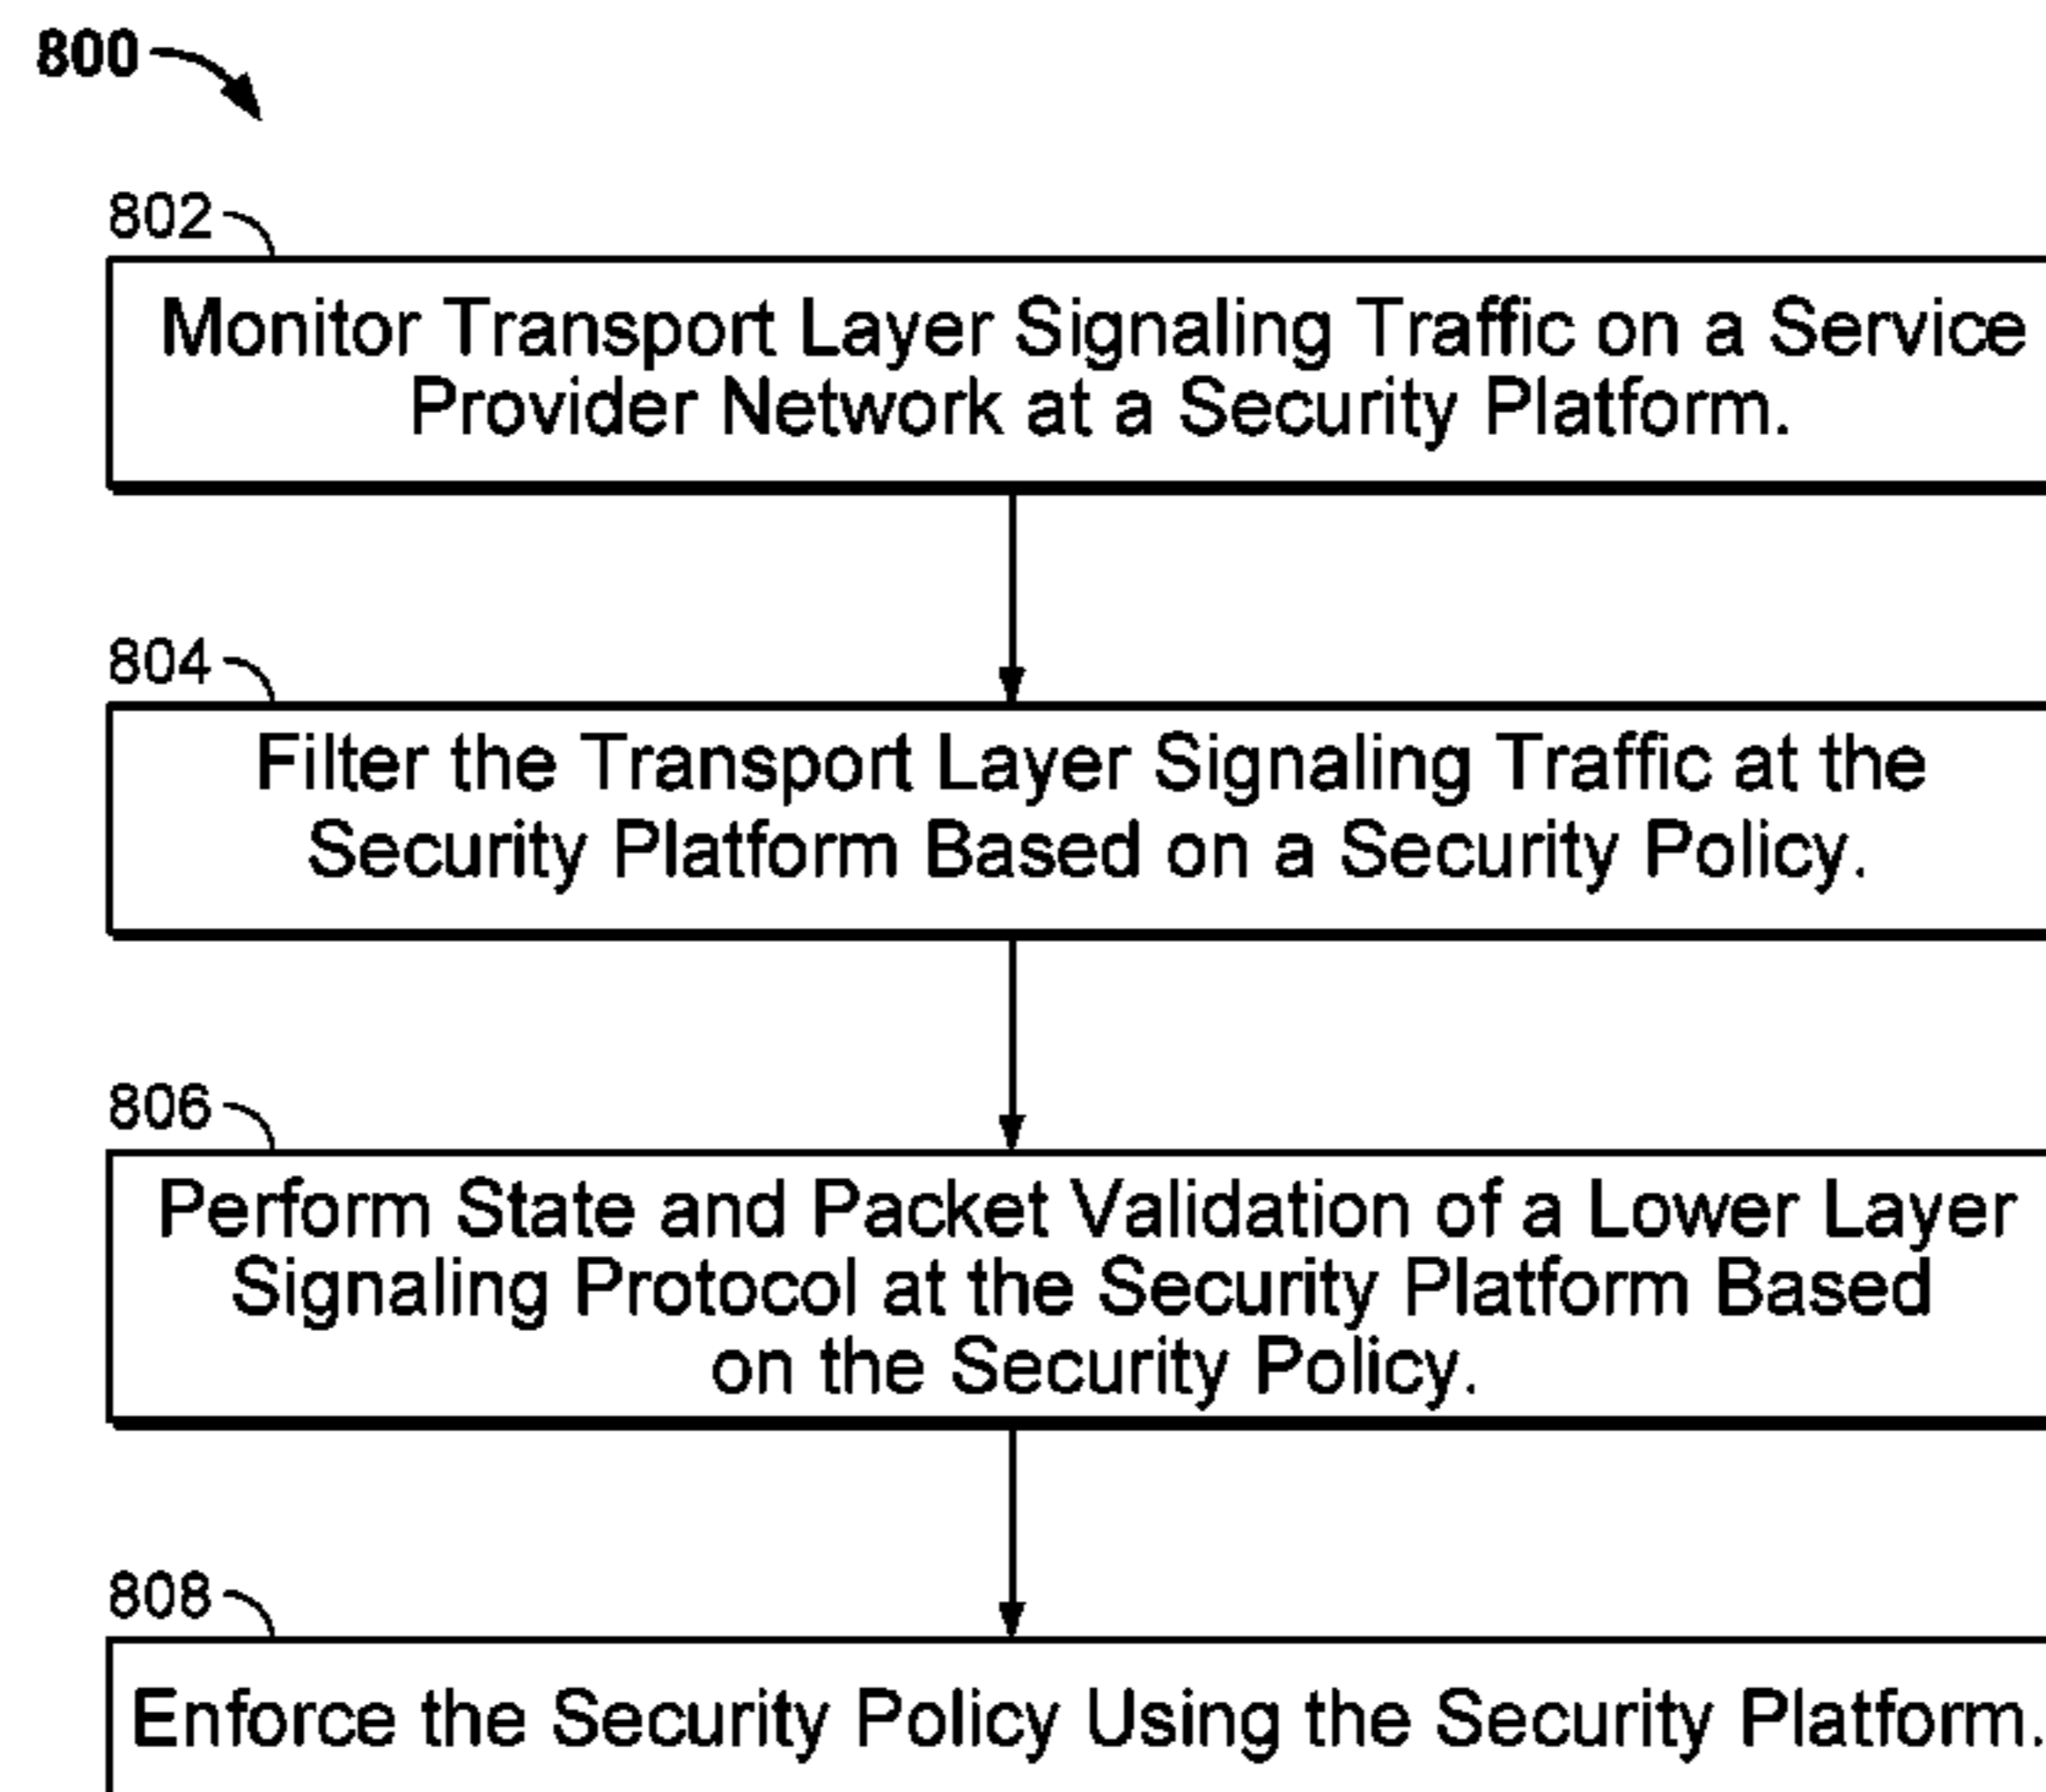 800
802
Monitor Transport Layer Signaling Traffic on a Service
Provider Network at a Security Platform.
804
Filter the Transport Layer Signaling Traffic at the
Security Platform Based on a Security Policy.
806
Perform State and Packet Validation of a Lower Layer
Signaling Protocol at the Security Platform Based
on the Security Policy.
808
Enforce the Security Policy Using the Security Platform.